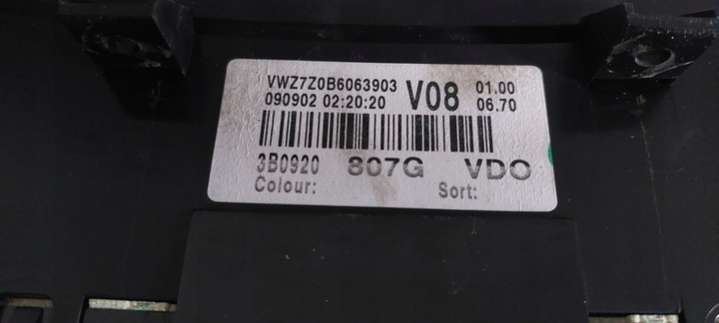 VWZ7Z0B6063903 V08 01.00
090902 02:20:20 06.70
3B0920 807G VDO
Colour: Sort: